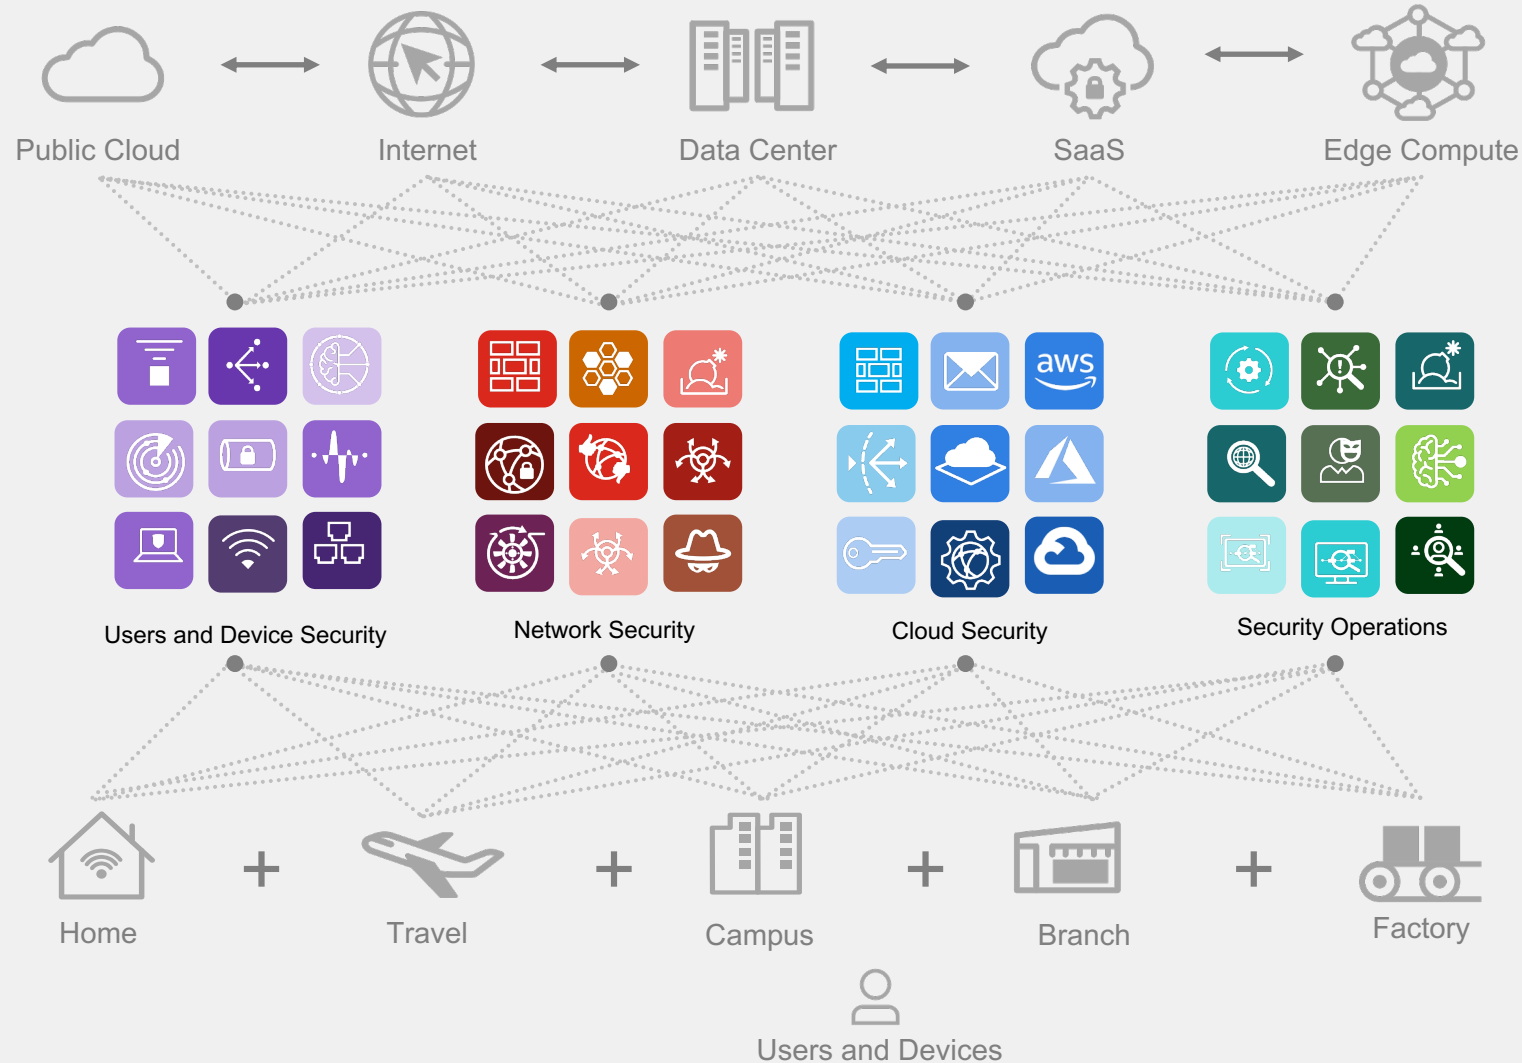 Public Cloud
Internet
Data Center
SaaS
Edge Compute
aws
Users and Device Security
Network Security
Cloud Security
Security Operations
Home
Travel
Campus
Branch
Factory
Users and Devices